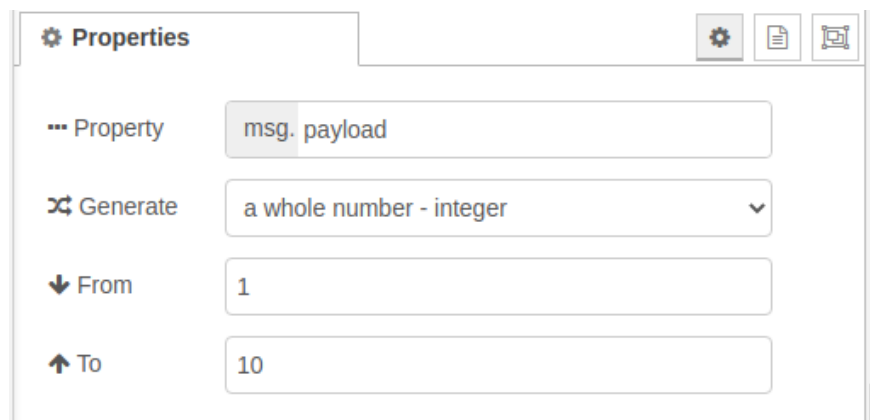 Properties
Property msg. payload
Generate a whole number - integer
From 1
To 10